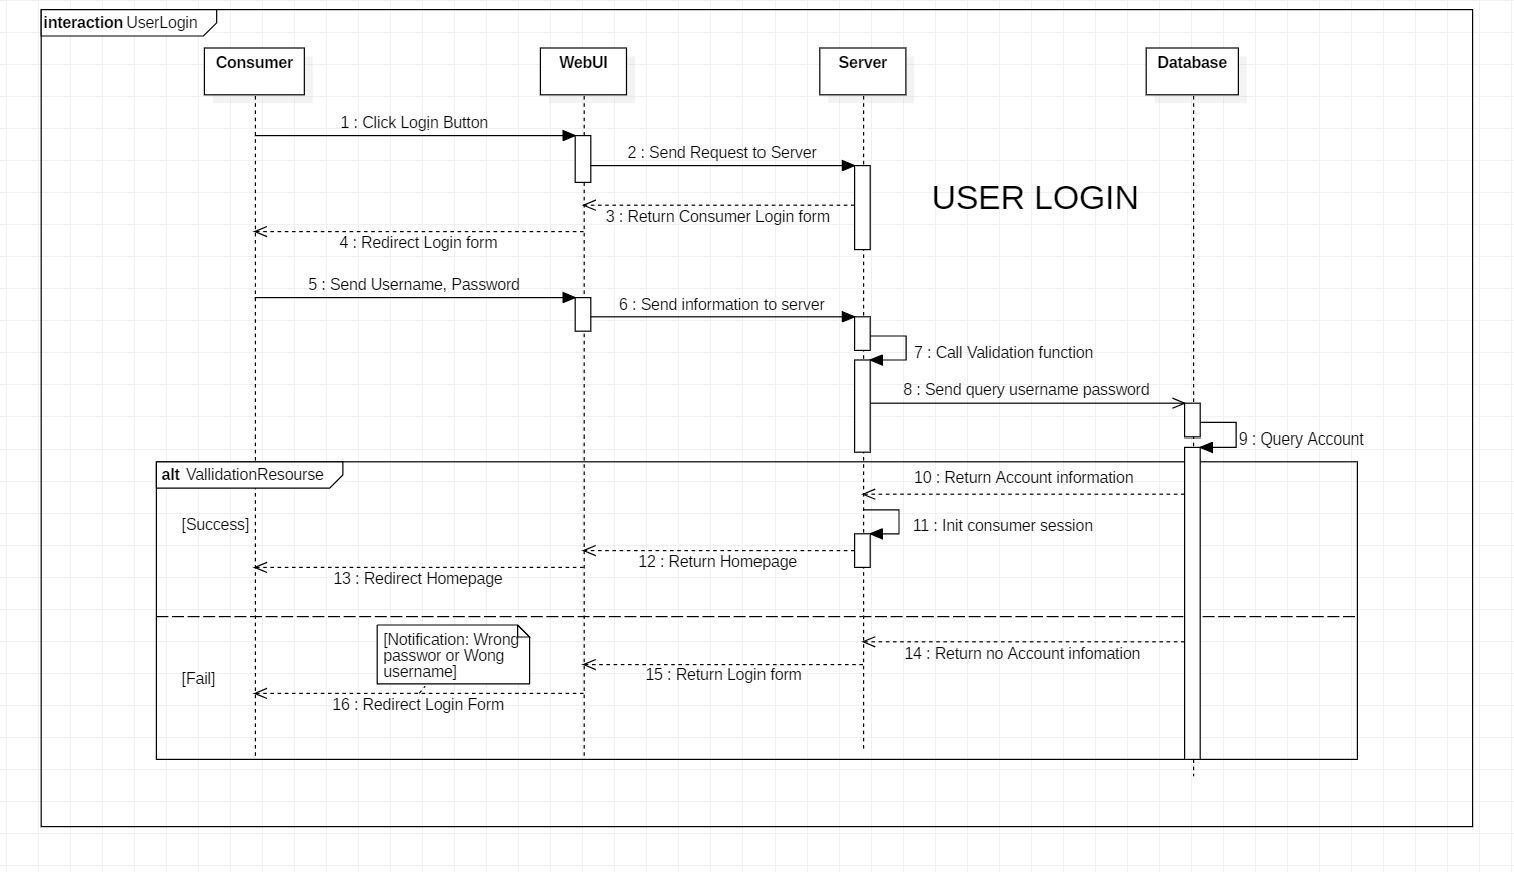 interaction UserLogin
Consumer
WebUI
Server
Database
1 : Click Login Button
2 : Send Request to Server
USER LOGIN
3 : Return Consumer Login form
4 : Redirect Login form
5 : Send Username, Password
6 : Send information to server
7 : Call Validation function
8 : Send query username password
9 : Query Account
alt VallidationResourse
10 : Return Account information
[Success]
11 : Init consumer session
12 : Return Homepage
13 : Redirect Homepage
[Notification: Wrong
passwor or Wong
username]
14 : Return no Account infomation
15 : Return Login form
[Fail]
16 : Redirect Login Form